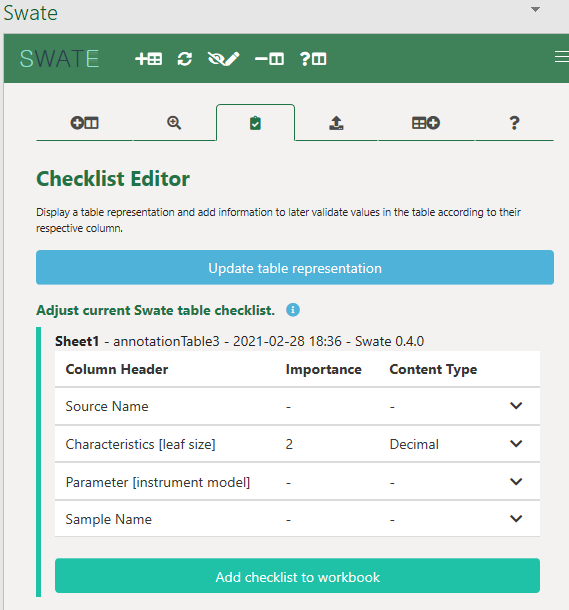 Swate
SWATE
?
Checklist Editor
Display a table representation and add information to later validate values in the table according to their
respective column.
Update table representation
Adjust current Swate table checklist.
Sheet1 - annotationTable3 - 2021-02-28 18:36 - Swate 0.4.0
Column Header Importance Content Type
Source Name - -
Characteristics [leaf size] 2 Decimal
Parameter [instrument model] - -
Sample Name - -
Add checklist to workbook